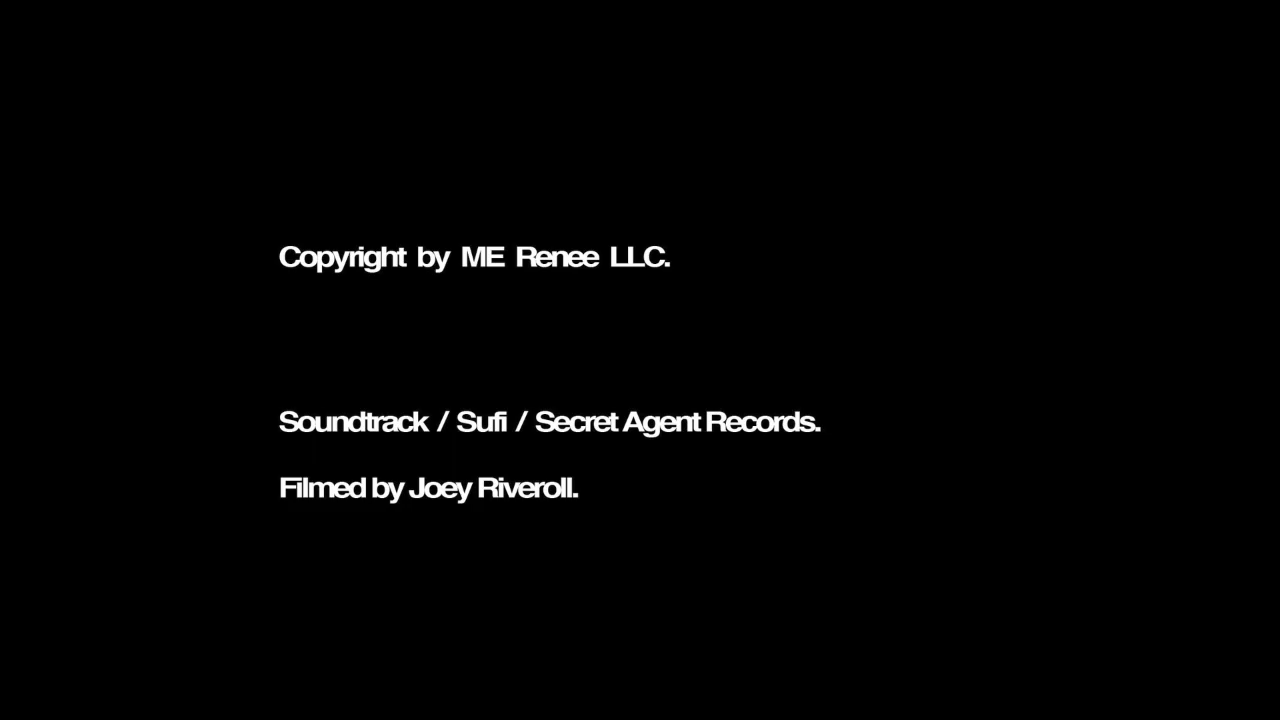 Copyright by ME Renee LLC.
Soundtrack / Sufi / Secret Agent Records.
Filmed by Joey Riveroll.